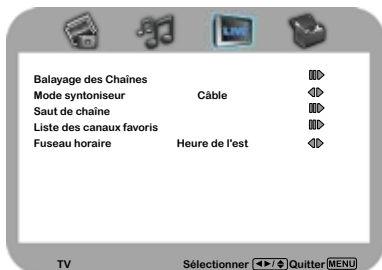 LIVE
Balayage des Chaînes
Mode syntoniseur Câble
Saut de chaîne
Liste des canaux favoris
Fuseau horaire Heure de l'est
TV Sélectionner / Quitter MENU